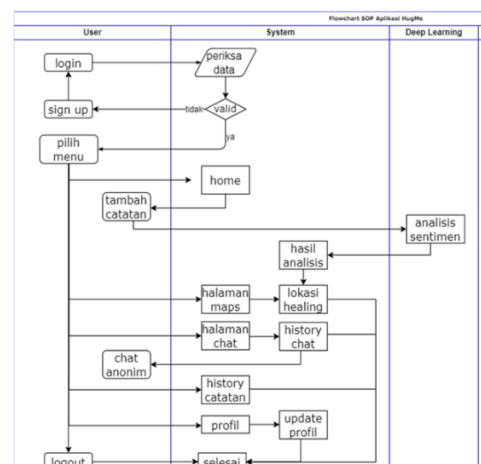 Flowchart SOP Aplikasi HugMe
User
System
Deep Learning
login
periksa
data
sign up
tidak
valid
ya
pilih
menu
home
tambah
catatan
analisis
sentimen
hasil
analisis
halaman
maps
lokasi
healing
halaman
chat
history
chat
chat
anonim
history
catatan
profil
update
profil
logout
selesai